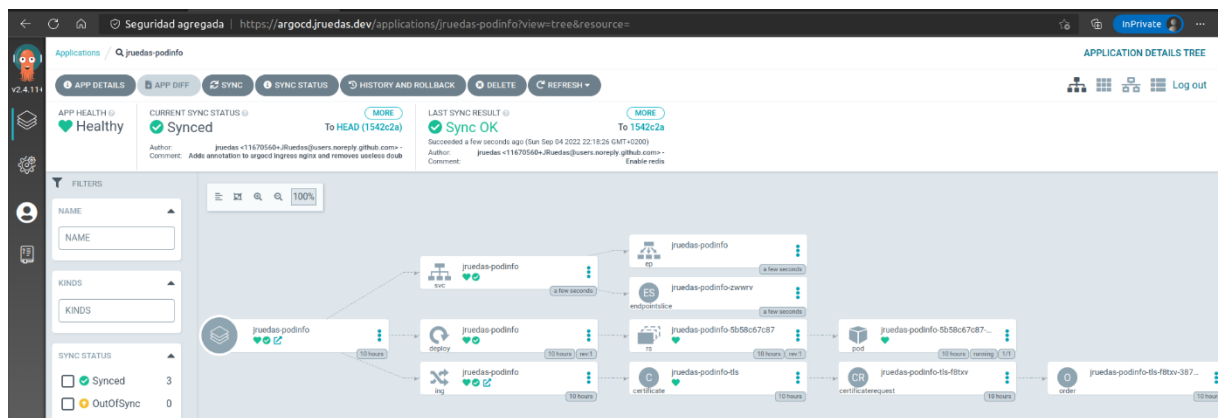 Seguridad agregada | https://argocd.jruedas.dev/applications/jruedas-podinfo?view=tree&resource=
InPrivate
Applications / jruedas-podinfo
APPLICATION DETAILS TREE
v2.4.11+
APP DETAILS APP DIFF SYNC SYNC STATUS HISTORY AND ROLLBACK DELETE REFRESH
Log out
APP HEALTH
Healthy
CURRENT SYNC STATUS MORE
Synced To HEAD (1542c2a)
Author: jruedas <11670560+JRuedas@users.noreply.github.com> -
Comment: Adds annotation to argocd ingress nginx and removes useless doub
LAST SYNC RESULT MORE
Sync OK To 1542c2a
Succeeded a few seconds ago (Sun Sep 04 2022 22:18:26 GMT+0200)
Author: jruedas <11670560+JRuedas@users.noreply.github.com> -
Comment: Enable redis
FILTERS
NAME
NAME
KINDS
KINDS
SYNC STATUS
Synced 3
OutOfSync 0
100%
jruedas-podinfo
10 hours
jruedas-podinfo
svc
a few seconds
jruedas-podinfo
ep
a few seconds
jruedas-podinfo-zwwrv
ES
endpointslice
a few seconds
jruedas-podinfo
deploy
10 hours rev:1
jruedas-podinfo-5b58c67c87
rs
10 hours rev:1
jruedas-podinfo-5b58c67c87-...
pod
10 hours running 1/1
jruedas-podinfo
ing
10 hours
jruedas-podinfo-tls
C
certificate
10 hours
jruedas-podinfo-tls-f8txv
CR
certificaterequest
10 hours
jruedas-podinfo-tls-f8txv-387...
O
order
10 hour